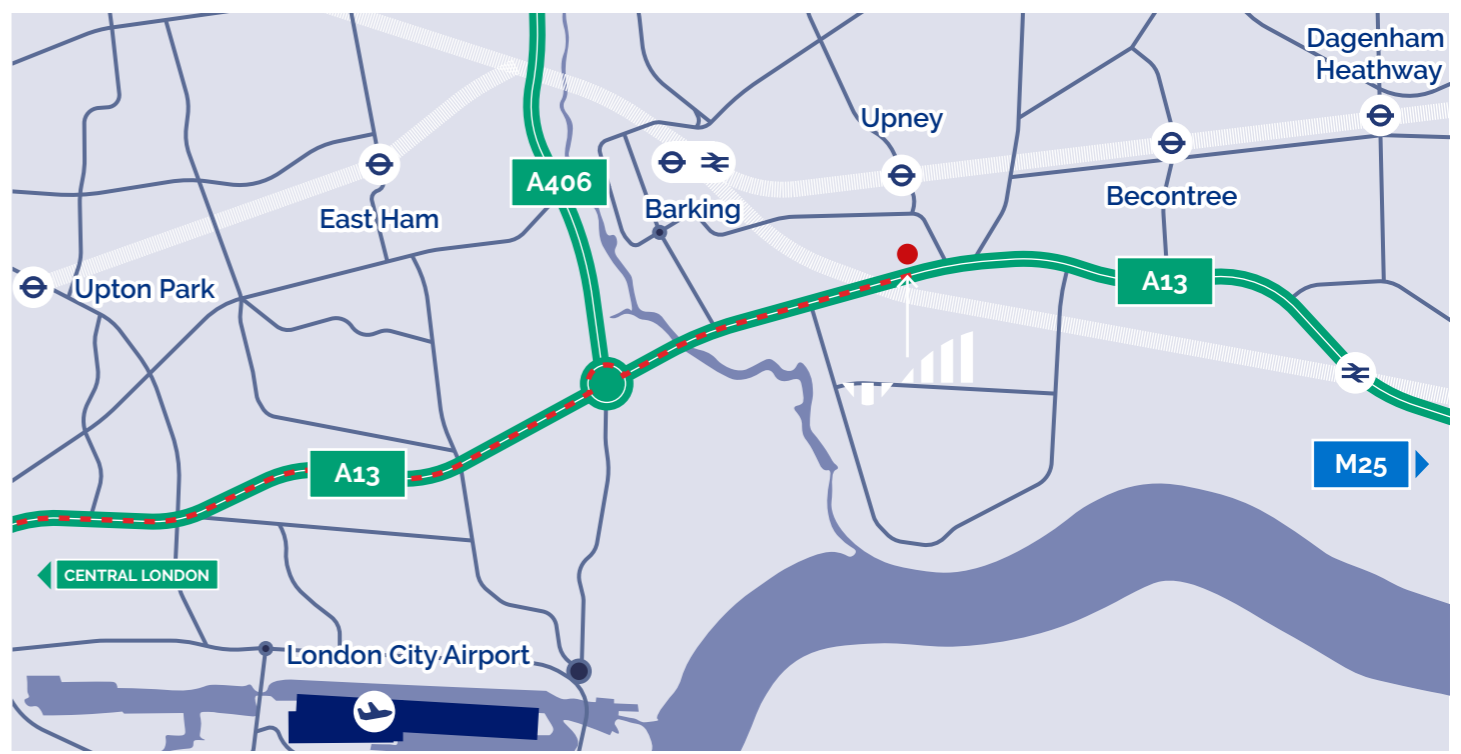 Dagenham
Heathway
Upney
A406
Becontree
East Ham
Barking
Upton Park
A13
A13
M25
CENTRAL LONDON
London City Airport